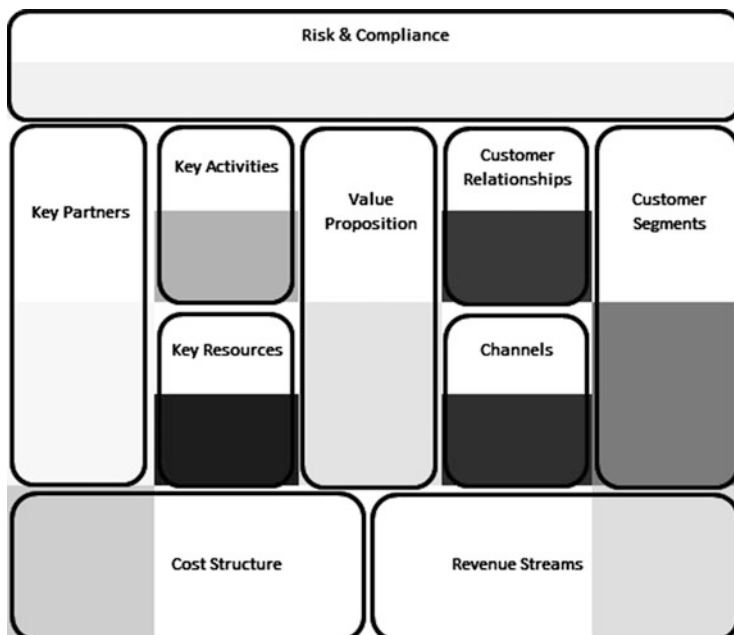 Risk & Compliance
Key Partners
Key Activities
Key Resources
Value
Proposition
Customer
Relationships
Channels
Customer
Segments
Cost Structure
Revenue Streams